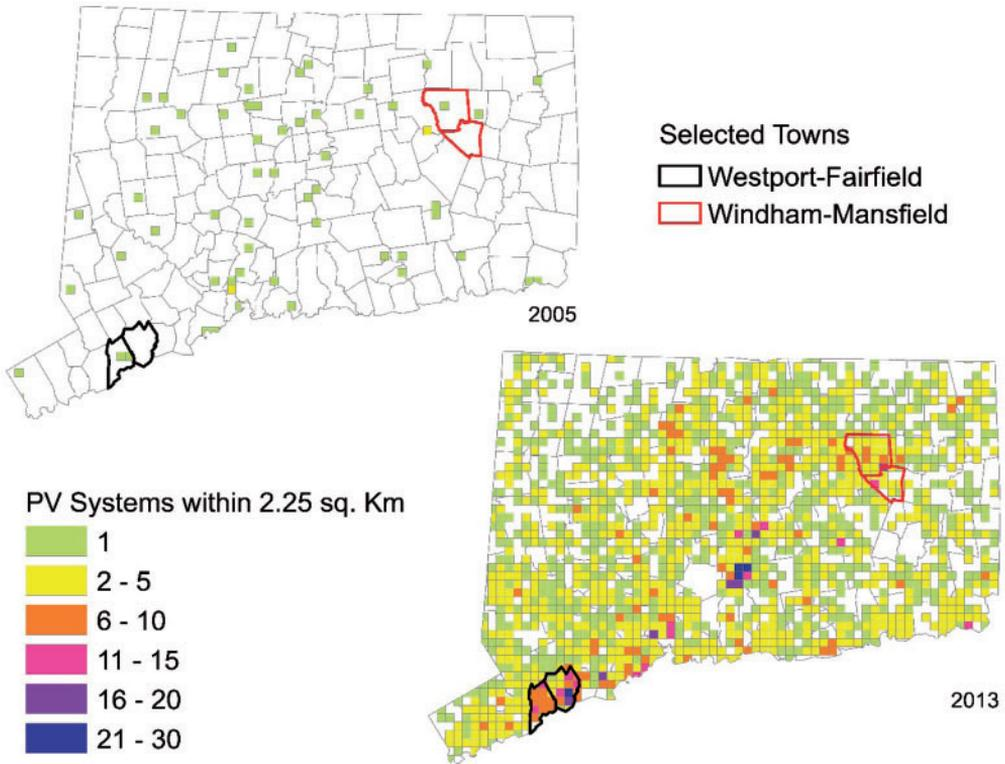 Selected Towns
Westport-Fairfield
Windham-Mansfield
2005
PV Systems within 2.25 sq. Km
1
2 - 5
6 - 10
11 - 15
16 - 20
21 - 30
2013